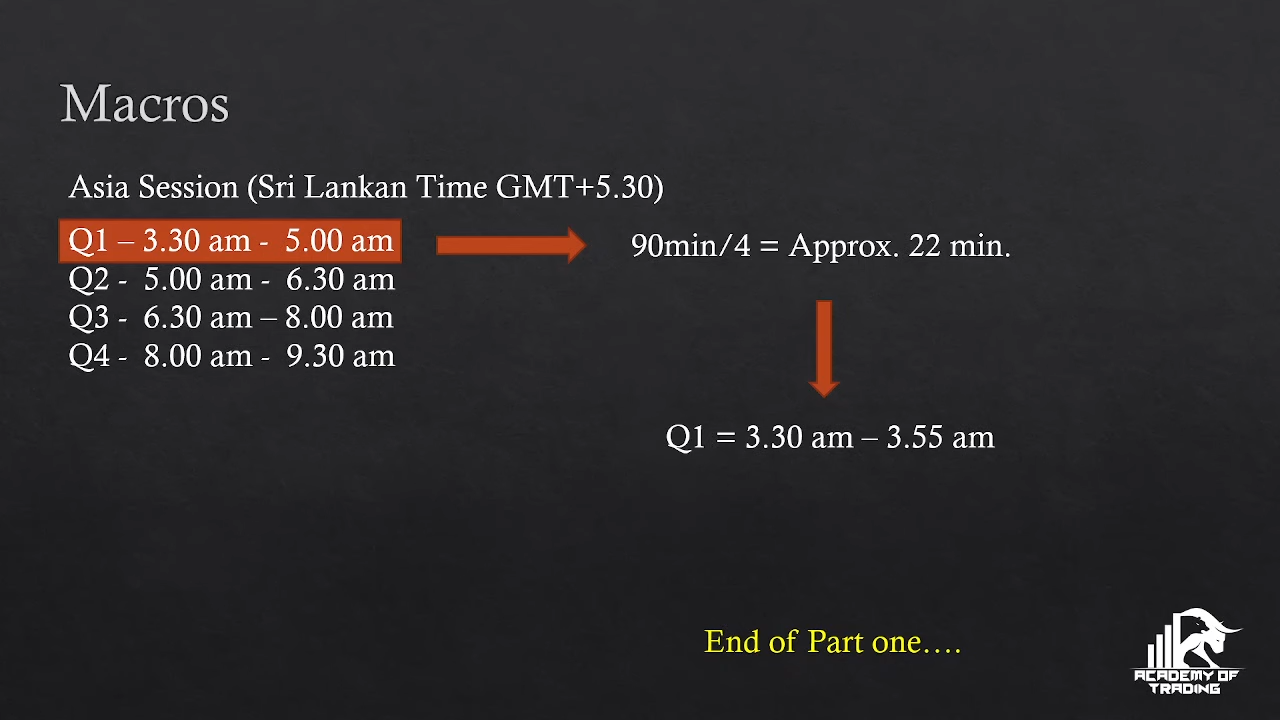 Macros
Asia Session (Sri Lankan Time GMT+5.30)
Q1 – 3.30 am - 5.00 am
90min/4 = Approx. 22 min.
Q2 - 5.00 am - 6.30 am
Q3 - 6.30 am – 8.00 am
Q4 - 8.00 am - 9.30 am
Q1 = 3.30 am – 3.55 am
End of Part one….
ACADEMY OF
TRADING